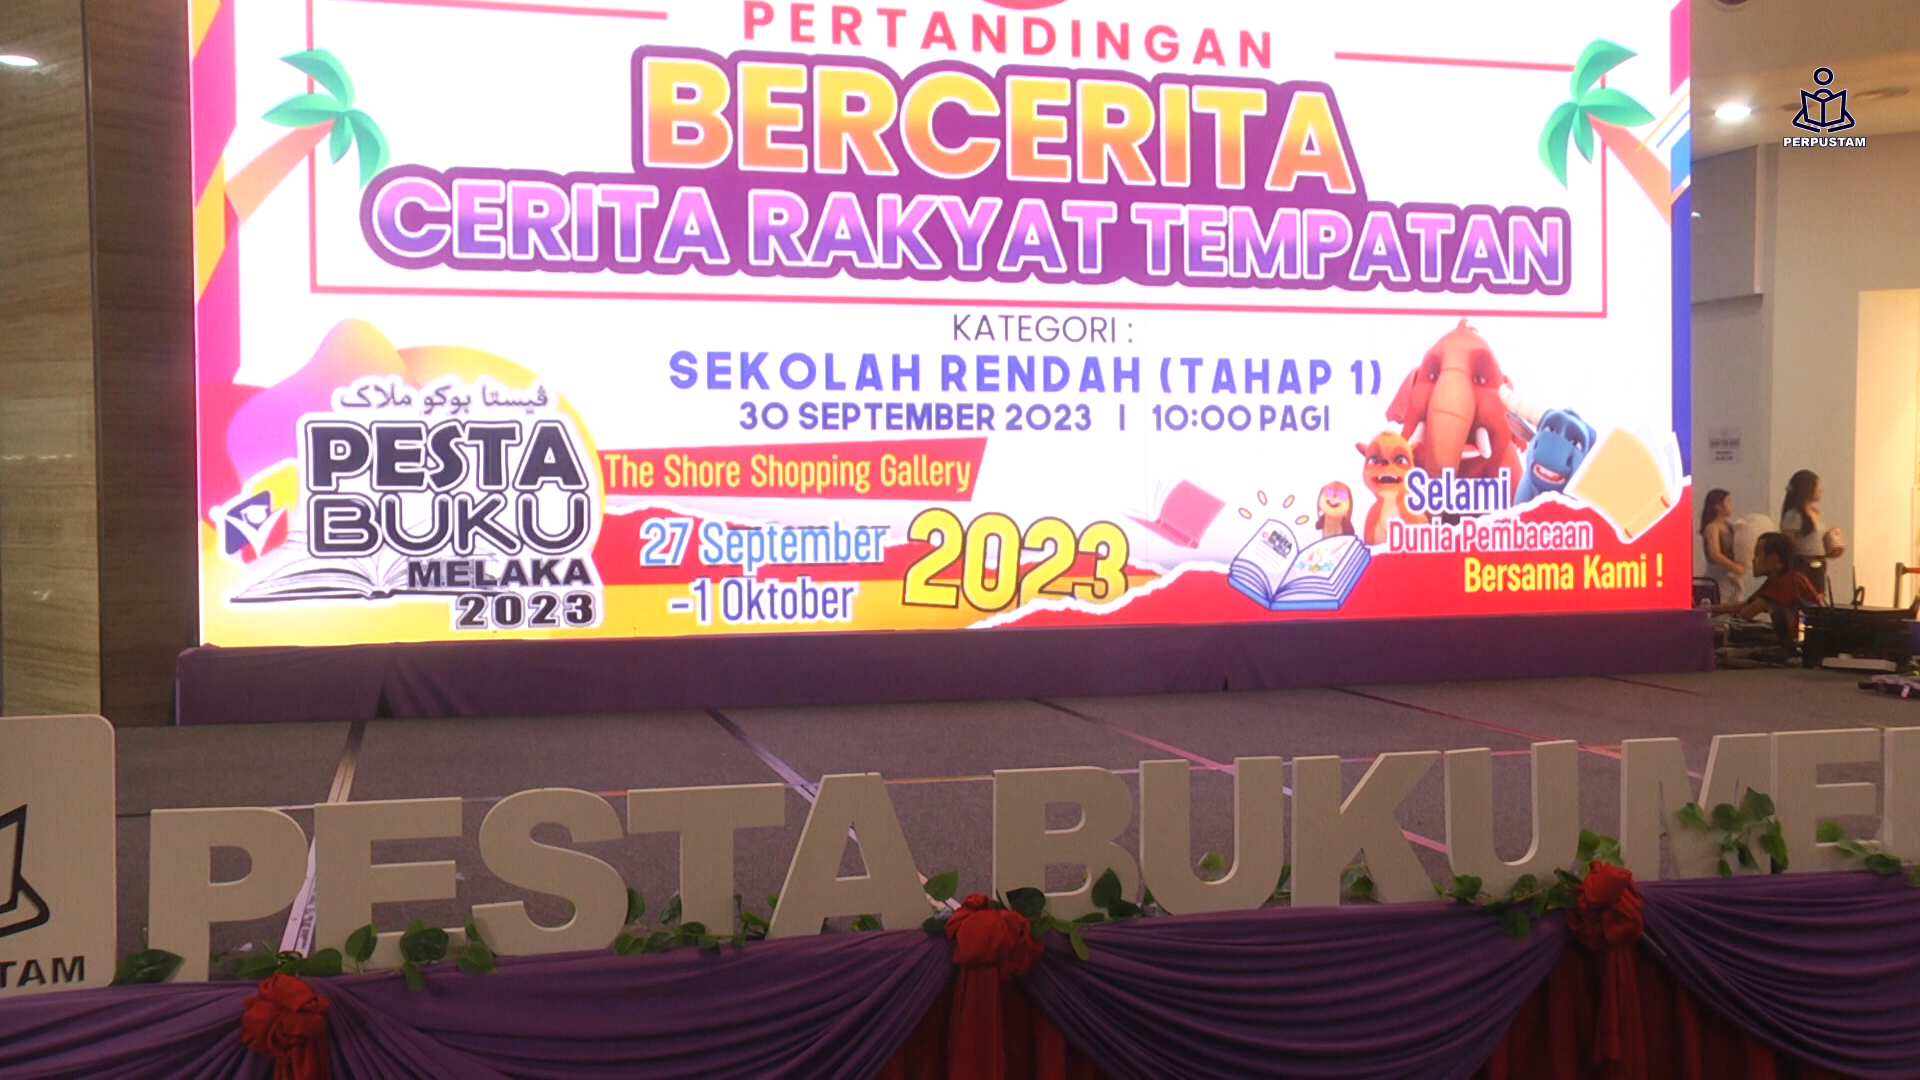 PERTANDINGAN
BERCERITA
CERITA RAKYAT TEMPATAN
KATEGORI :
SEKOLAH RENDAH (TAHAP 1)
30 SEPTEMBER 2023 | 10:00 PAGI
ڤيستا بوكو ملاک
PESTA
BUKU
MELAKA
2023
The Shore Shopping Gallery
27 September
-1 Oktober
2023
Selami
Dunia Pembacaan
Bersama Kami !
PERPUSTAM
PESTA BUKU ME
TAM